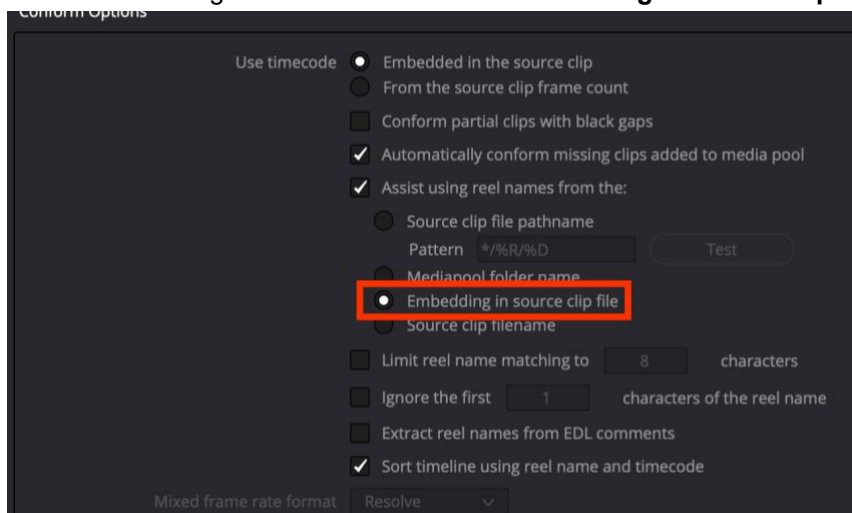 Conform Options
Use timecode Embedded in the source clip
From the source clip frame count
Conform partial clips with black gaps
Automatically conform missing clips added to media pool
Assist using reel names from the:
Source clip file pathname
Pattern */%R/%D Test
Mediapool folder name
Embedding in source clip file
Source clip filename
Limit reel name matching to 8 characters
Ignore the first 1 characters of the reel name
Extract reel names from EDL comments
Sort timeline using reel name and timecode
Mixed frame rate format Resolve